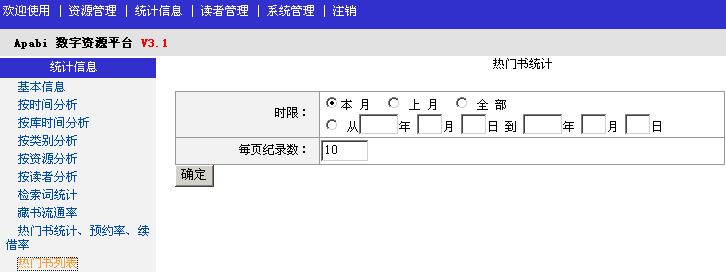 欢迎使用 | 资源管理 | 统计信息 | 读者管理 | 系统管理 | 注销
Apabi 数字资源平台 V3.1
统计信息
基本信息
按时间分析
按库时间分析
按类别分析
按资源分析
按读者分析
检索词统计
藏书流通率
热门书统计、预约率、续
借率
热门书列表
热门书统计
时限：
本 月 上 月 全 部
从 年 月 日 到 年 月 日
每页纪录数：
10
确定